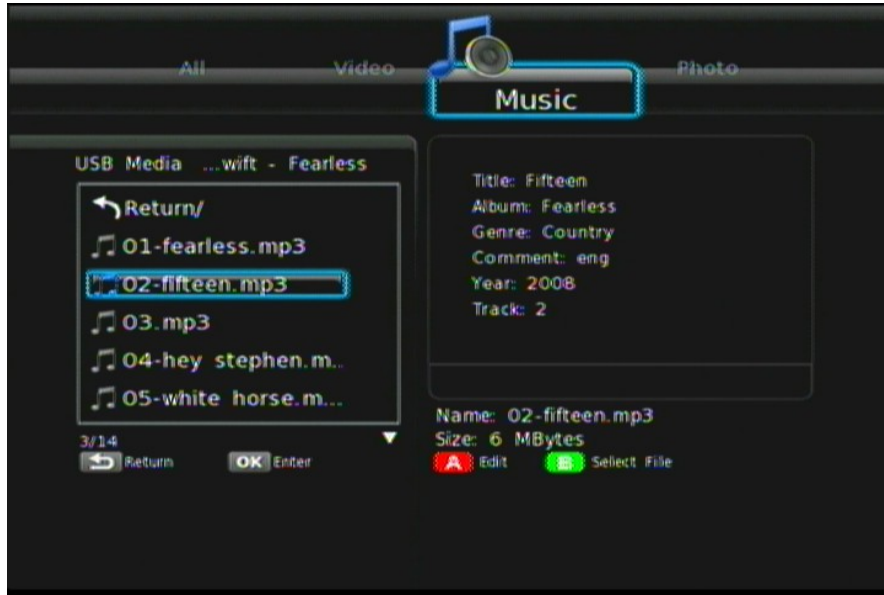 All Video Music Photo
USB Media ...wift - Fearless
Return/
01-fearless.mp3
02-fifteen.mp3
03.mp3
04-hey stephen.m..
05-white horse.m...
3/14
Return OK Enter
Title: Fifteen
Album: Fearless
Genre: Country
Comment: eng
Year: 2008
Track: 2
Name: 02-fifteen.mp3
Size: 6 MBytes
A Edit B Select File